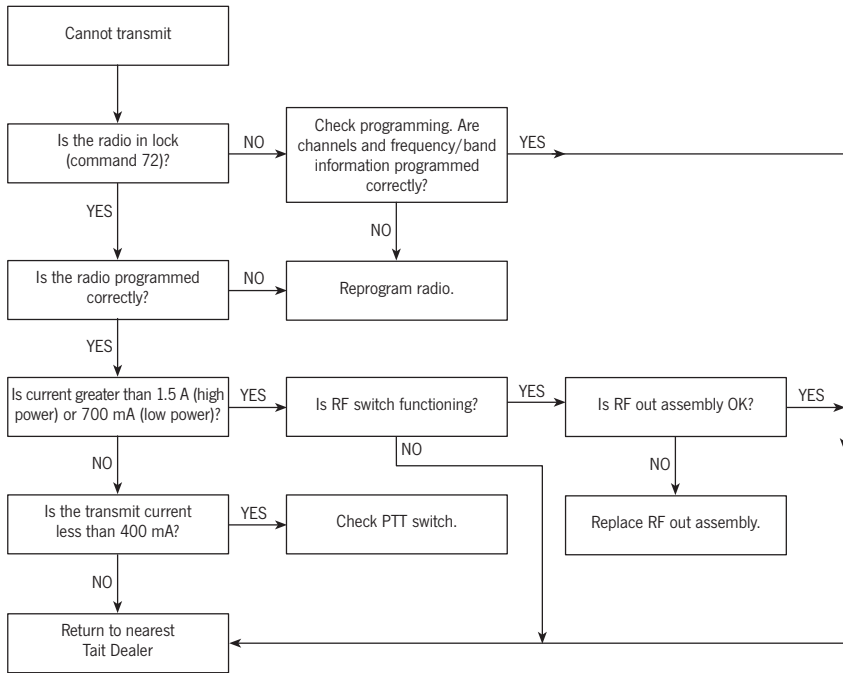 Cannot transmit
Is the radio in lock
(command 72)?
NO
Check programming. Are
channels and frequency/band
information programmed
correctly?
YES
YES
NO
Is the radio programmed
correctly?
NO
Reprogram radio.
YES
Is current greater than 1.5 A (high
power) or 700 mA (low power)?
YES
Is RF switch functioning?
YES
Is RF out assembly OK?
YES
NO
NO
NO
Is the transmit current
less than 400 mA?
YES
Check PTT switch.
Replace RF out assembly.
NO
Return to nearest
Tait Dealer